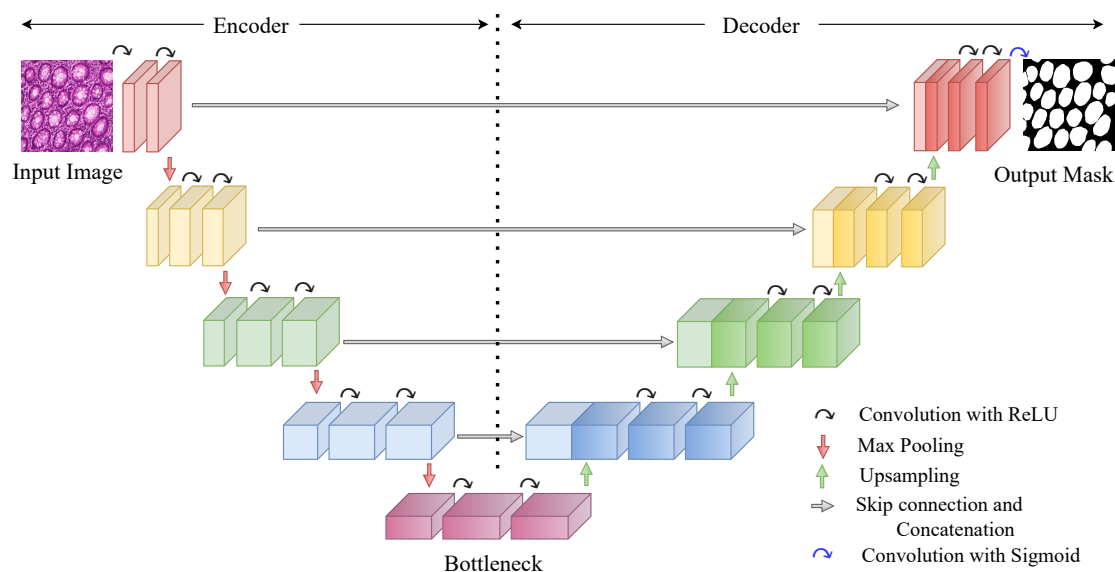 Encoder
Decoder
Input Image
Output Mask
Convolution with ReLU
Max Pooling
Upsampling
Skip connection and
Concatenation
Convolution with Sigmoid
Bottleneck